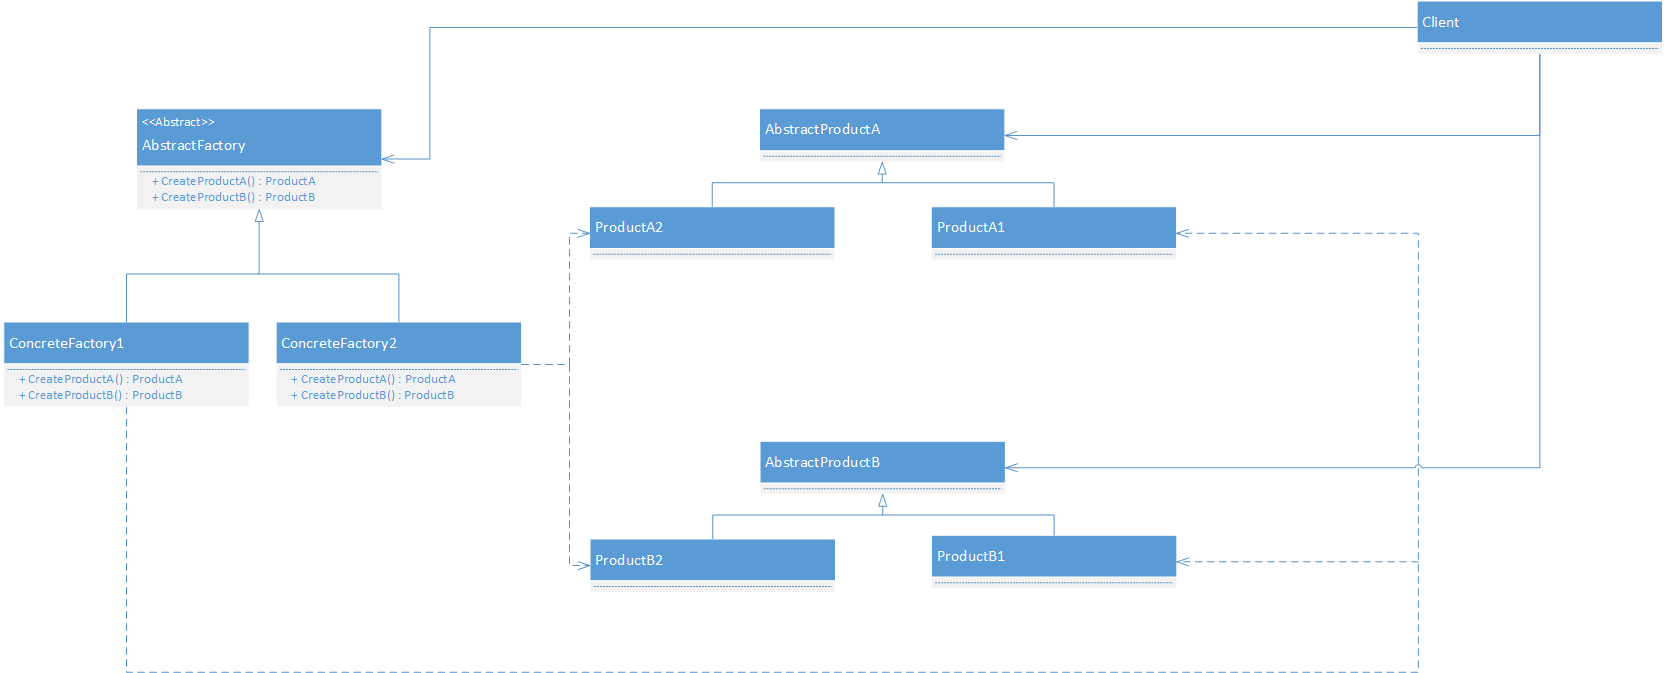 Client
<<Abstract>>
AbstractFactory
+ CreateProductA() : ProductA
+ CreateProductB() : ProductB
AbstractProductA
ProductA2
ProductA1
ConcreteFactory1
+ CreateProductA() : ProductA
+ CreateProductB() : ProductB
ConcreteFactory2
+ CreateProductA() : ProductA
+ CreateProductB() : ProductB
AbstractProductB
ProductB2
ProductB1